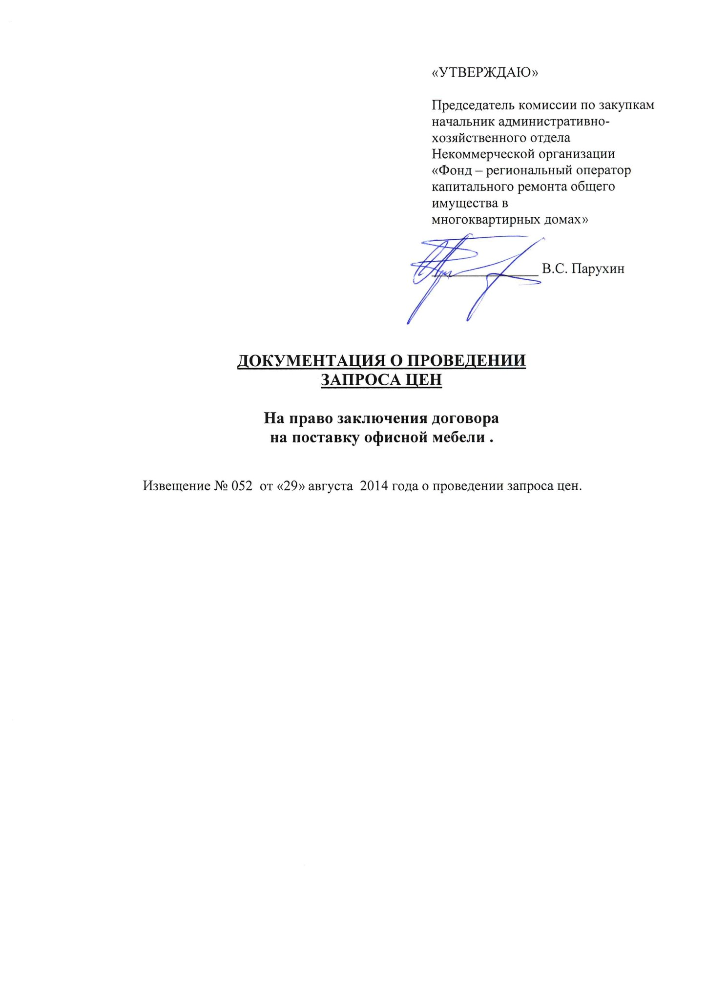 «УТВЕРЖДАЮ»
Председатель комиссии по закупкам
начальник административно-
хозяйственного отдела
Некоммерческой организации
«Фонд – региональный оператор
капитального ремонта общего
имущества в
многоквартирных домах»
_______________ В.С. Парухин
ДОКУМЕНТАЦИЯ О ПРОВЕДЕНИИ
ЗАПРОСА ЦЕН
На право заключения договора
на поставку офисной мебели .
Извещение № 052 от «29» августа 2014 года о проведении запроса цен.